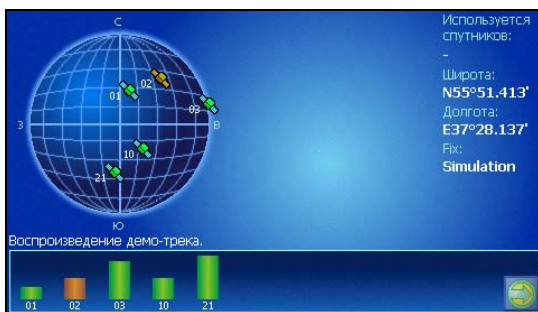 С
З
В
Ю
01
02
03
10
21
Используется
спутников:
-
Широта:
N55°51.413'
Долгота:
E37°28.137'
Fix:
Simulation
Воспроизведение демо-трека.
01 02 03 10 21